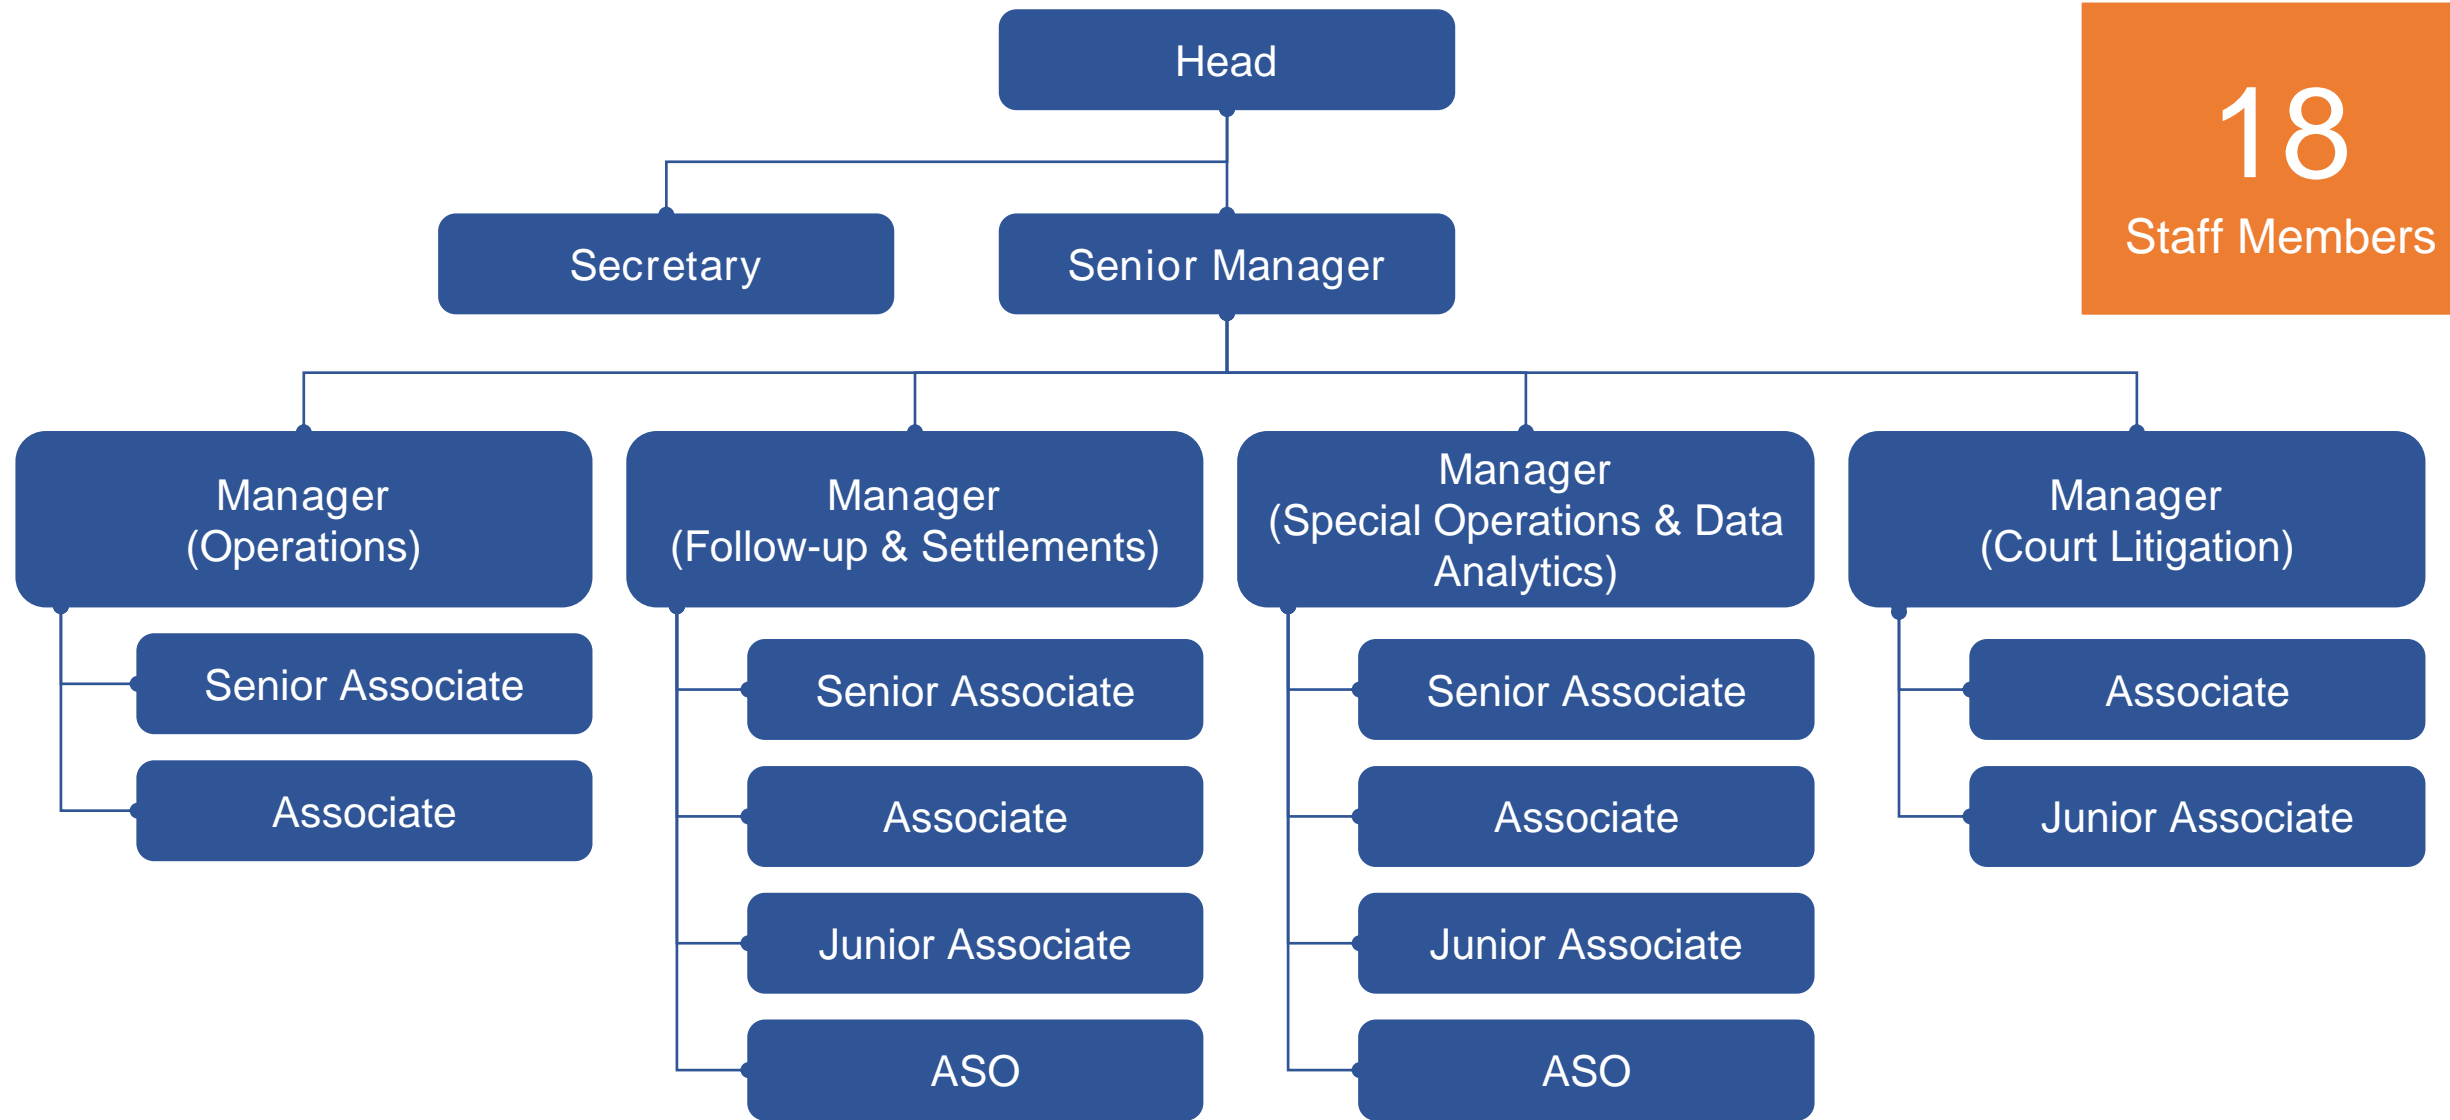 Head
18
Staff Members
Secretary
Senior Manager
Manager
(Operations)
Senior Associate
Associate
Manager
(Follow-up & Settlements)
Senior Associate
Associate
Junior Associate
ASO
Manager
(Special Operations & Data
Analytics)
Senior Associate
Associate
Junior Associate
ASO
Manager
(Court Litigation)
Associate
Junior Associate